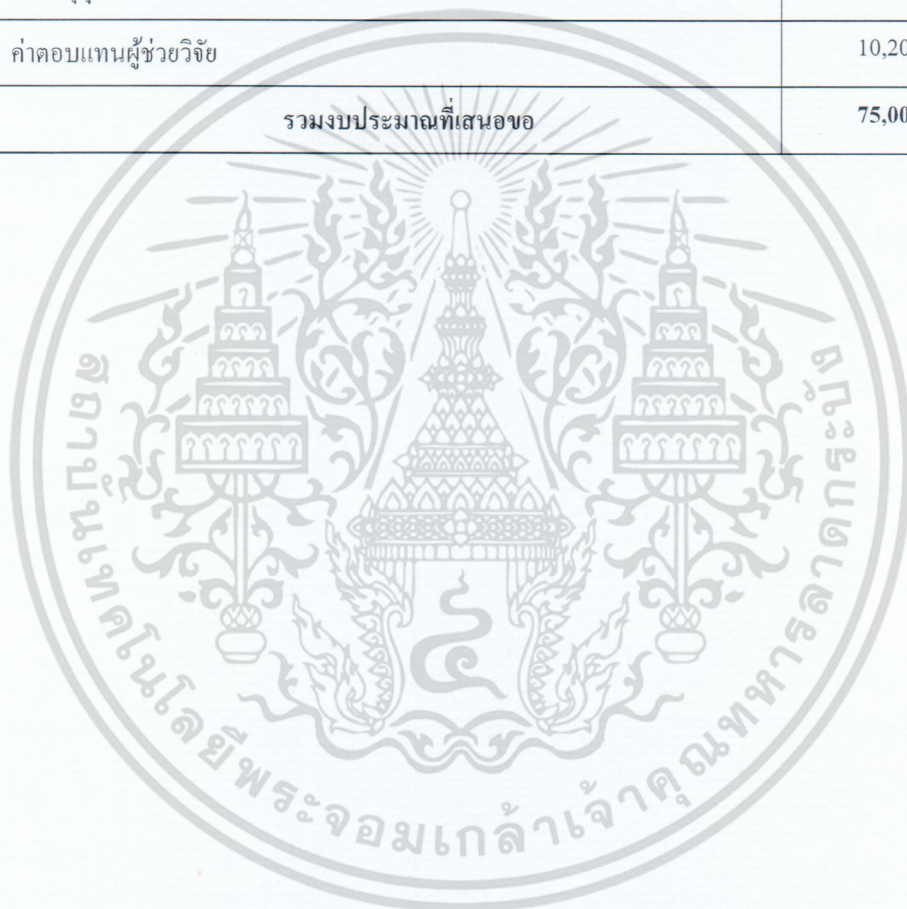 ค่าตอบแทนผู้ช่วยวิจัย 10,20
รวมงบประมาณที่เสนอขอ 75,00
สถาบันเทคโนโลยีพระจอมเกล้าเจ้าคุณทหารลาดกระบัง
๔